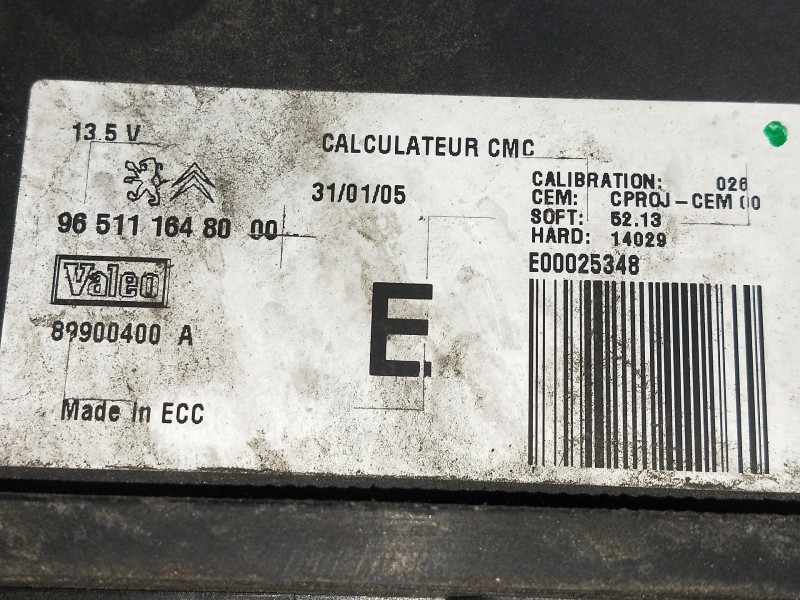 13.5 V
CALCULATEUR CMC
31/01/05
96 511 164 80 00
CALIBRATION: 026
CEM: CPROJ-CEM 00
SOFT: 52.13
HARD: 14029
E00025348
Valeo
89900400 A
E
Made In ECC